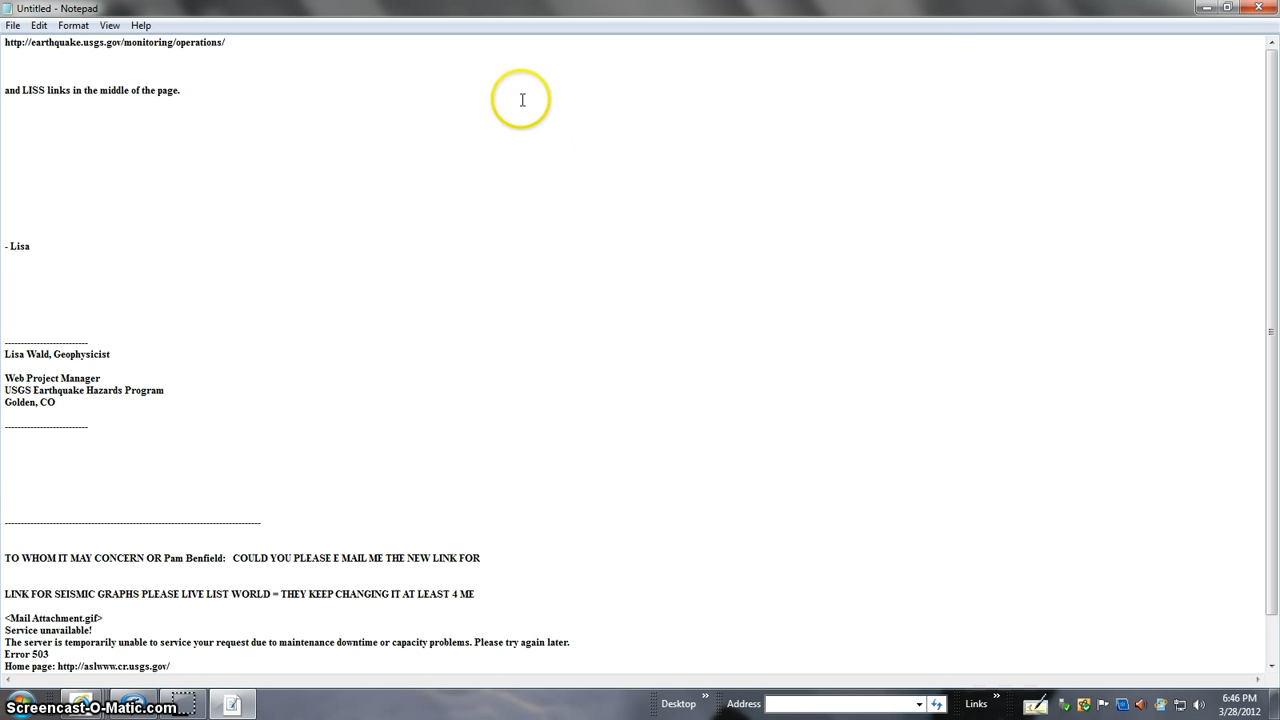 Untitled - Notepad
File Edit Format View Help
http://earthquake.usgs.gov/monitoring/operations/
and LISS links in the middle of the page.
- Lisa
--------------------------
Lisa Wald, Geophysicist
Web Project Manager
USGS Earthquake Hazards Program
Golden, CO
--------------------------
--------------------------------------------------------------------------------
TO WHOM IT MAY CONCERN OR Pam Benfield:   COULD YOU PLEASE E MAIL ME THE NEW LINK FOR
LINK FOR SEISMIC GRAPHS PLEASE LIVE LIST WORLD = THEY KEEP CHANGING IT AT LEAST 4 ME
<Mail Attachment.gif>
Service unavailable!
The server is temporarily unable to service your request due to maintenance downtime or capacity problems. Please try again later.
Error 503
Home page: http://aslwww.cr.usgs.gov/
Screencast-O-Matic.com
Desktop » Address Links »
6:46 PM
3/28/2012